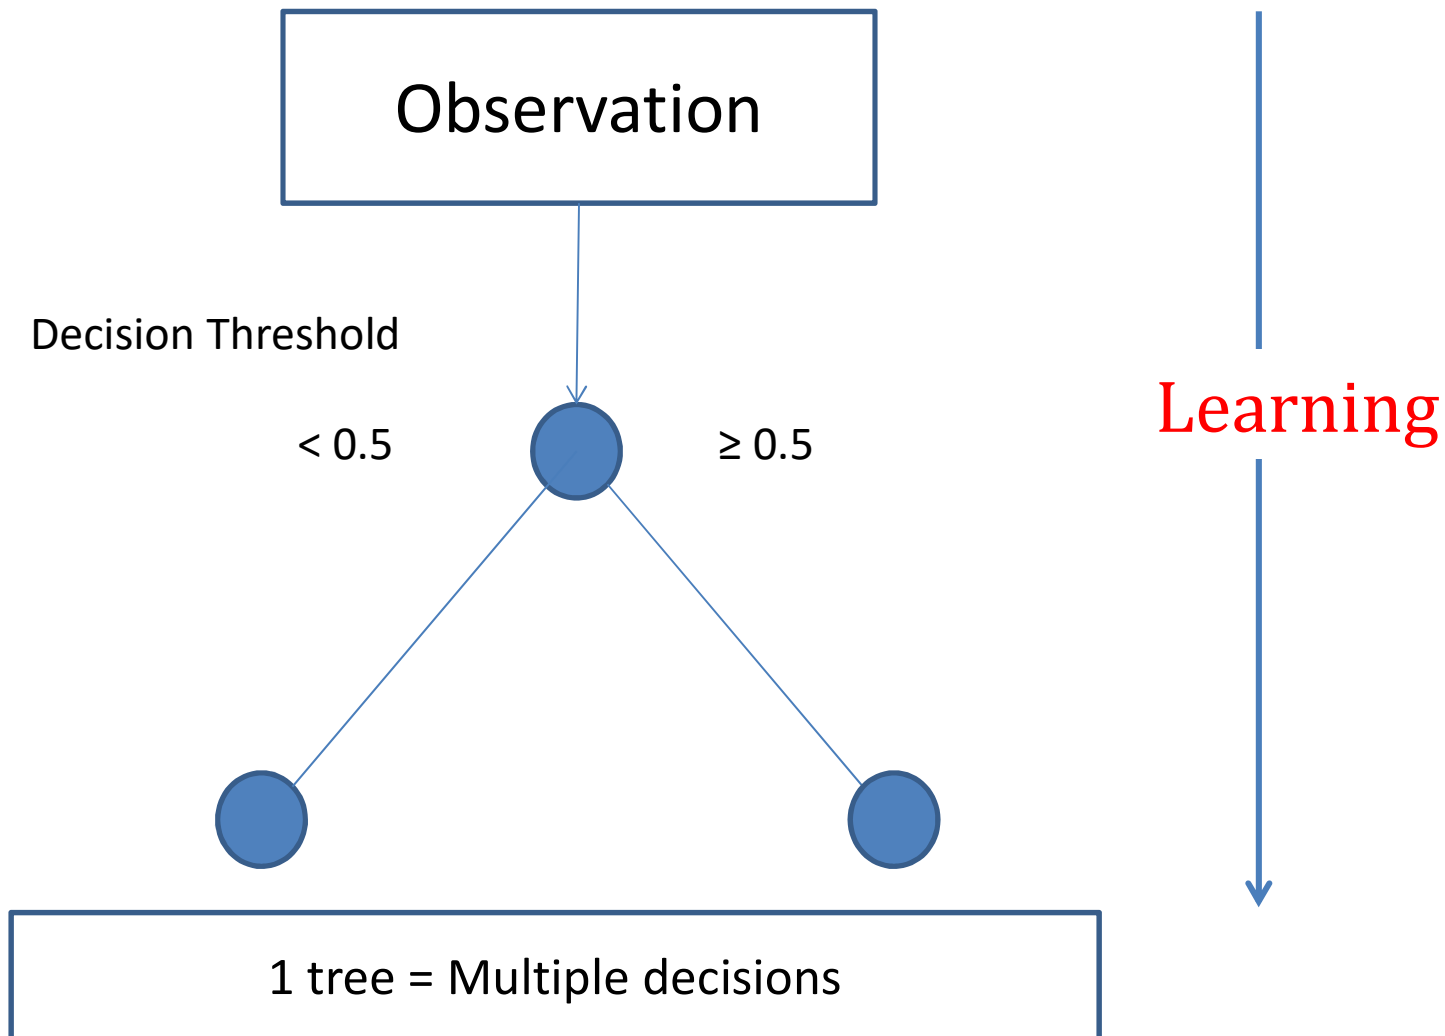 Observation
Decision Threshold
< 0.5
≥ 0.5
Learning
1 tree = Multiple decisions